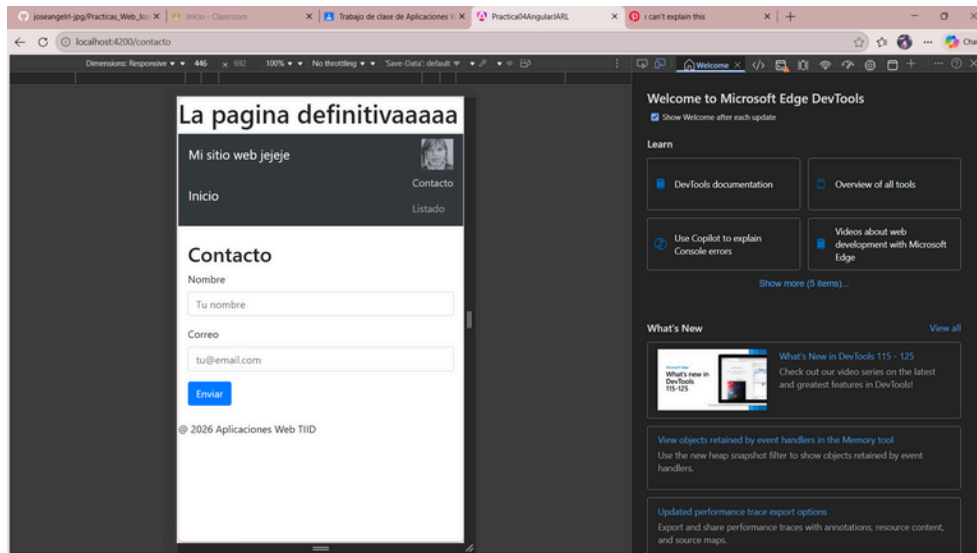 joseangelrl-jpg/Practicas_Web_Jos
Inicio - Classroom
Trabajo de clase de Aplicaciones W
Practica04AngularJARL
i can't explain this
localhost:4200/contacto
Dimensions: Responsive
446 x 692
100%
No throttling
'Save-Data': default
Welcome
La pagina definitivaaaaa
Mi sitio web jejeje
Inicio
Contacto
Listado
Contacto
Nombre
Tu nombre
Correo
tu@email.com
Enviar
@ 2026 Aplicaciones Web TIID
Welcome to Microsoft Edge DevTools
Show Welcome after each update
Learn
DevTools documentation
Overview of all tools
Use Copilot to explain
Console errors
Videos about web
development with Microsoft
Edge
Show more (5 items)...
What's New
View all
What's new in
DevTools
115-125
What's New in DevTools 115 - 125
Check out our video series on the latest
and greatest features in DevTools!
View objects retained by event handlers in the Memory tool
Use the new heap snapshot filter to show objects retained by event
handlers.
Updated performance trace export options
Export and share performance traces with annotations, resource content,
and source maps.